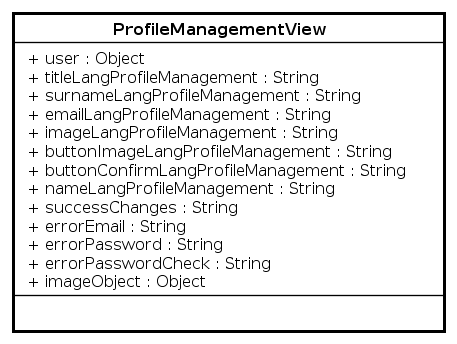 ProfileManagementView
+ user : Object
+ titleLangProfileManagement : String
+ surnameLangProfileManagement : String
+ emailLangProfileManagement : String
+ imageLangProfileManagement : String
+ buttonImageLangProfileManagement : String
+ buttonConfirmLangProfileManagement : String
+ nameLangProfileManagement : String
+ successChanges : String
+ errorEmail : String
+ errorPassword : String
+ errorPasswordCheck : String
+ imageObject : Object